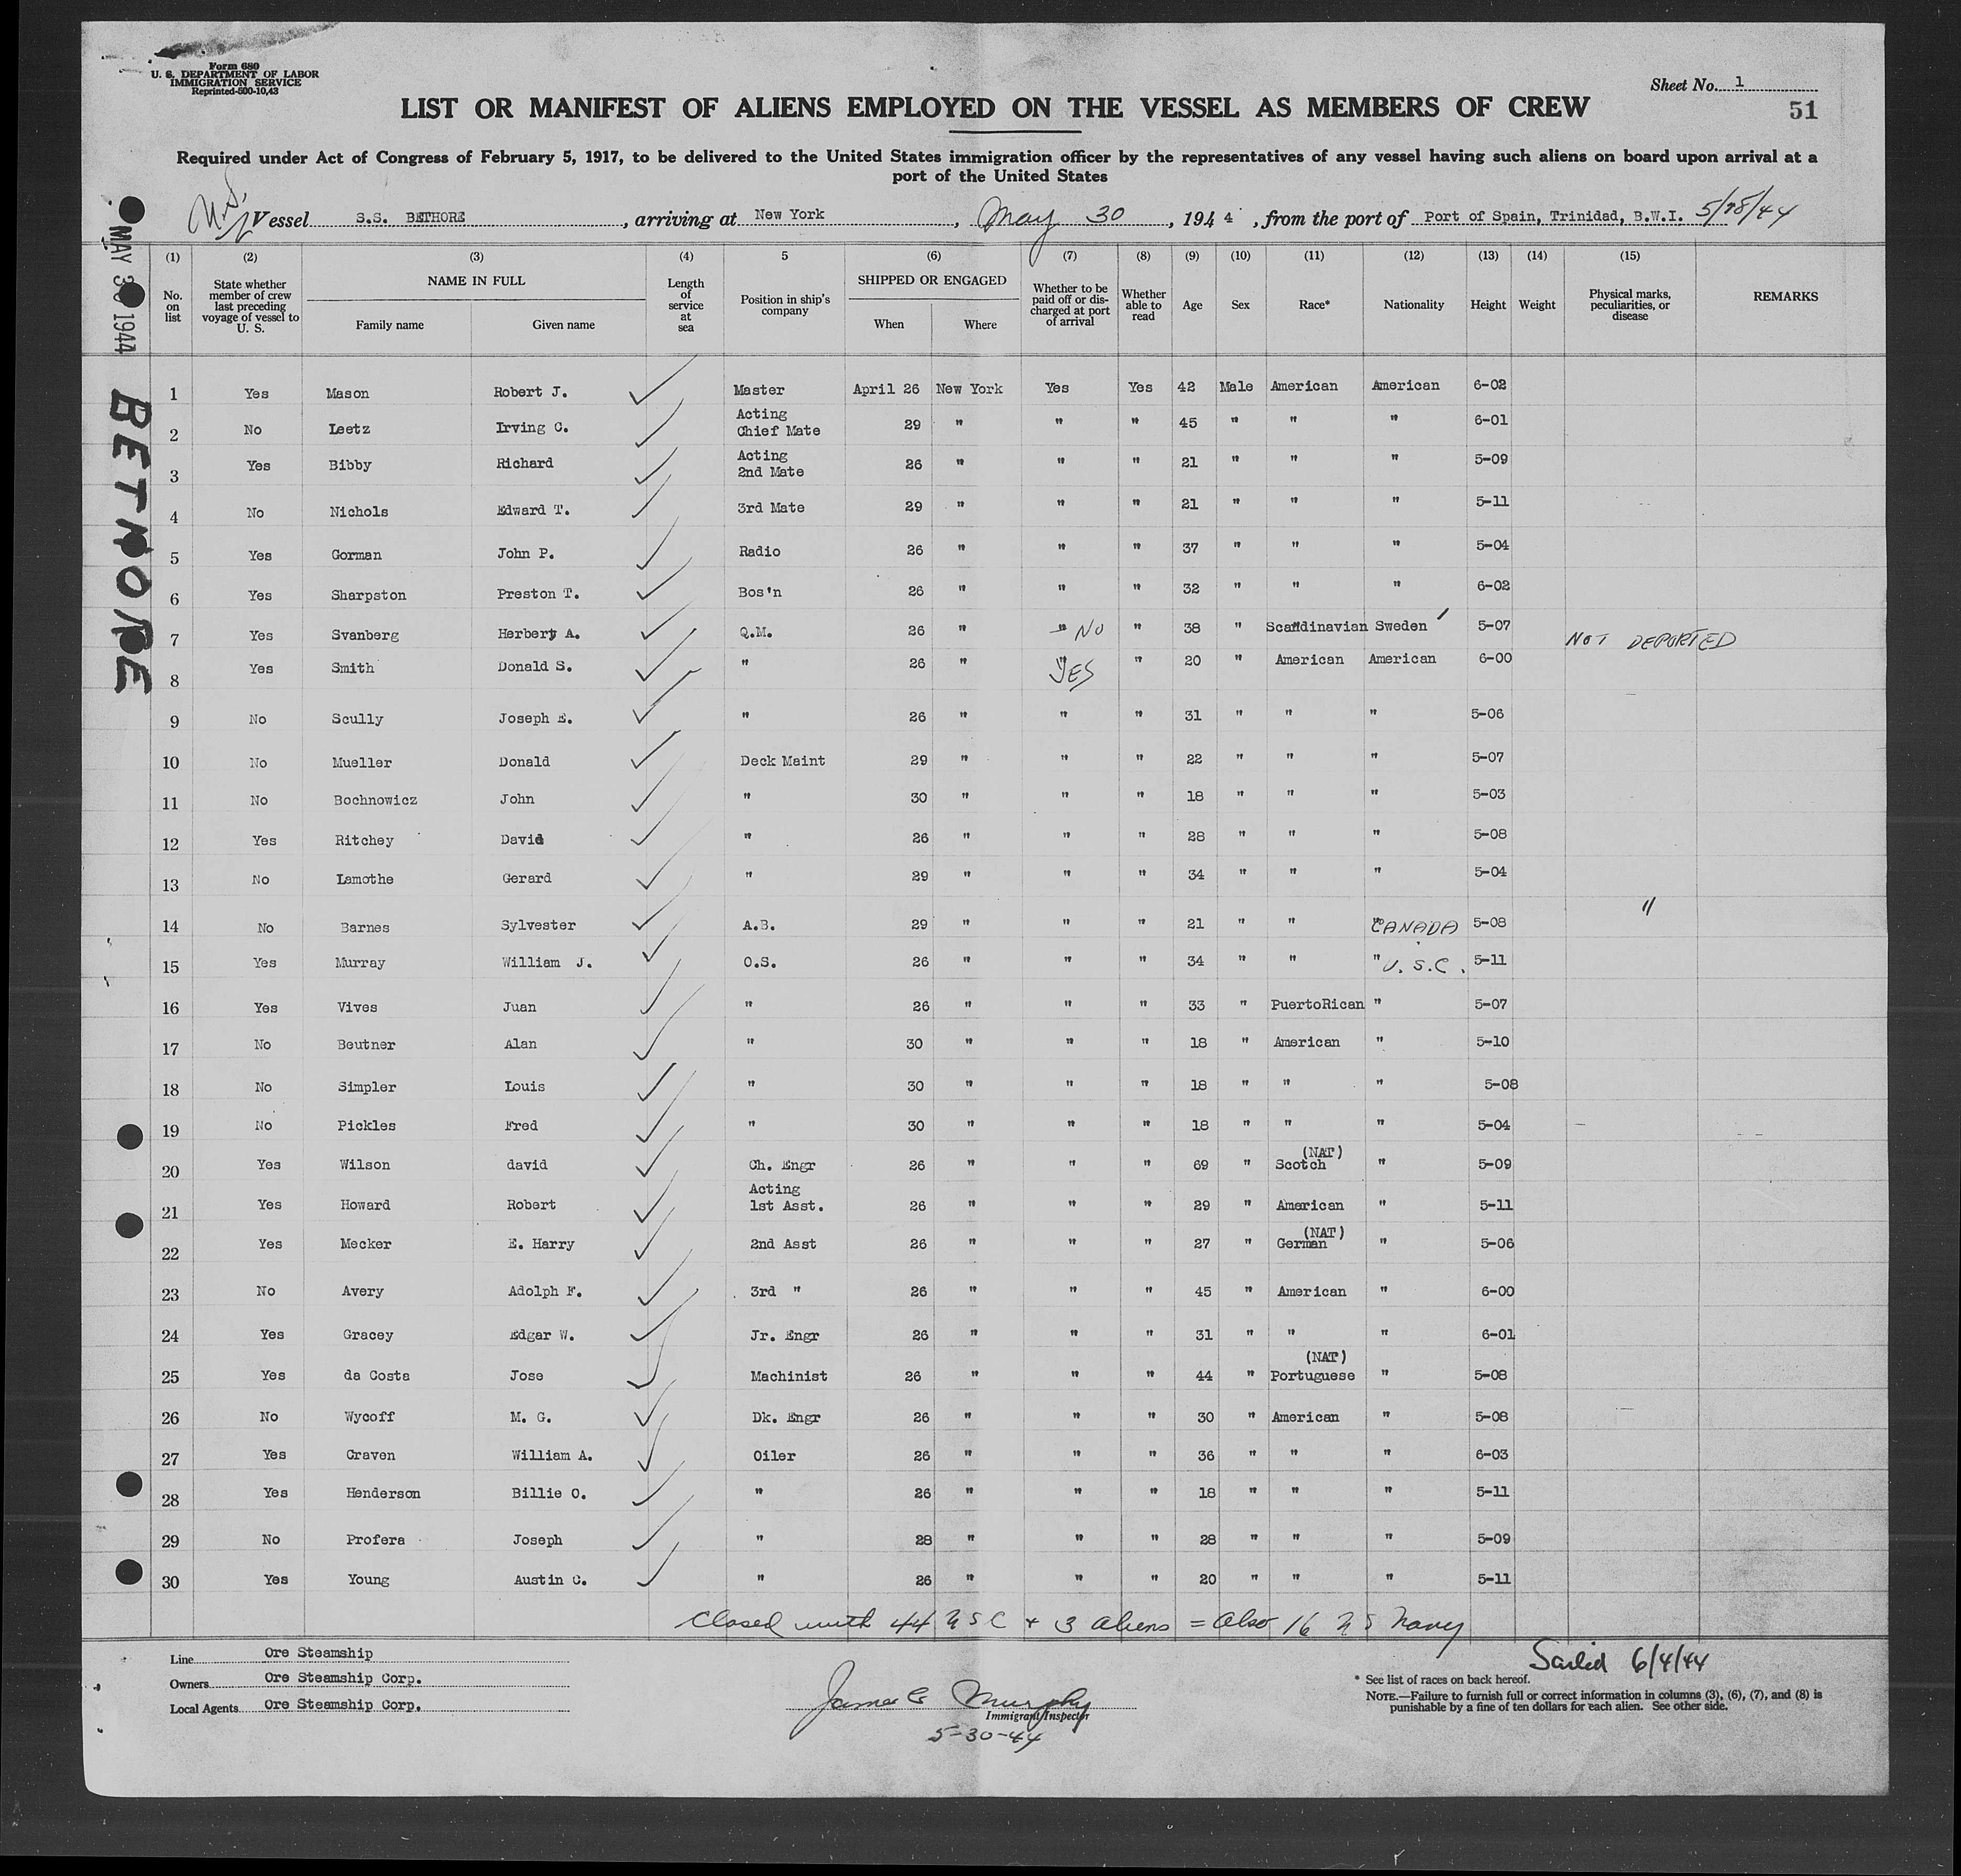 Form 680
U. S. DEPARTMENT OF LABOR
IMMIGRATION SERVICE
Reprinted-500-10,43
Sheet No. 1
51
LIST OR MANIFEST OF ALIENS EMPLOYED ON THE VESSEL AS MEMBERS OF CREW
Required under Act of Congress of February 5, 1917, to be delivered to the United States immigration officer by the representatives of any vessel having such aliens on board upon arrival at a
port of the United States
U.S. Vessel S.S. BETHORE, arriving at New York, May 30, 1944, from the port of Port of Spain, Trinidad, B.W.I. 5/18/44
MAY 30 1944
BETHORE
(1) No. on list (2) State whether member of crew last preceding voyage of vessel to U. S. (3) NAME IN FULL Family name Given name (4) Length of service at sea 5 Position in ship's company (6) SHIPPED OR ENGAGED When Where (7) Whether to be paid off or discharged at port of arrival (8) Whether able to read (9) Age (10) Sex (11) Race* (12) Nationality (13) Height (14) Weight (15) Physical marks, peculiarities, or disease REMARKS
1 Yes Mason Robert J. Master April 26 New York Yes Yes 42 Male American American 6-02
2 No Leetz Irving C. Acting Chief Mate 29 " " " 45 " " " 6-01
3 Yes Bibby Richard Acting 2nd Mate 26 " " " 21 " " " 5-09
4 No Nichols Edward T. 3rd Mate 29 " " " 21 " " " 5-11
5 Yes Gorman John P. Radio 26 " " " 37 " " " 5-04
6 Yes Sharpston Preston T. Bos'n 26 " " " 32 " " " 6-02
7 Yes Svanberg Herbert A. Q.M. 26 " " NO " 38 " Scandinavian Sweden 5-07 NOT DEPORTED
8 Yes Smith Donald S. " 26 " " YES " 20 " American American 6-00
9 No Scully Joseph E. " 26 " " " 31 " " " 5-06
10 No Mueller Donald Deck Maint 29 " " " 22 " " " 5-07
11 No Bochnowicz John " 30 " " " 18 " " " 5-03
12 Yes Ritchey David " 26 " " " 28 " " " 5-08
13 No Lamothe Gerard " 29 " " " 34 " " " 5-04
14 No Barnes Sylvester A.B. 29 " " " 21 " " " CANADA 5-08 "
15 Yes Murray William J. O.S. 26 " " " 34 " " " U.S.C. 5-11
16 Yes Vives Juan " 26 " " " 33 " PuertoRican " 5-07
17 No Beutner Alan " 30 " " " 18 " American " 5-10
18 No Simpler Louis " 30 " " " 18 " " " 5-08
19 No Pickles Fred " 30 " " " 18 " " " 5-04
20 Yes Wilson david Ch. Engr 26 " " " 69 " (NAT) Scotch " 5-09
21 Yes Howard Robert Acting 1st Asst. 26 " " " 29 " American " 5-11
22 Yes Mecker E. Harry 2nd Asst 26 " " " 27 " (NAT) German " 5-06
23 No Avery Adolph F. 3rd " 26 " " " 45 " American " 6-00
24 Yes Gracey Edgar W. Jr. Engr 26 " " " 31 " " " 6-01
25 Yes da Costa Jose Machinist 26 " " " 44 " (NAT) Portuguese " 5-08
26 No Wycoff M. G. Dk. Engr 26 " " " 30 " American " 5-08
27 Yes Craven William A. Oiler 26 " " " 36 " " " 6-03
28 Yes Henderson Billie O. " 26 " " " 18 " " " 5-11
29 No Profera Joseph " 28 " " " 28 " " " 5-09
30 Yes Young Austin C. " 26 " " " 20 " " " 5-11
Closed with 44 USC + 3 aliens = also 16 US Navy
Line Ore Steamship
Owners Ore Steamship Corp.
Local Agents Ore Steamship Corp.
James E Murphy
Immigrant Inspector
5-30-44
Sailed 6/4/44
* See list of races on back hereof.
NOTE.—Failure to furnish full or correct information in columns (3), (6), (7), and (8) is
punishable by a fine of ten dollars for each alien. See other side.